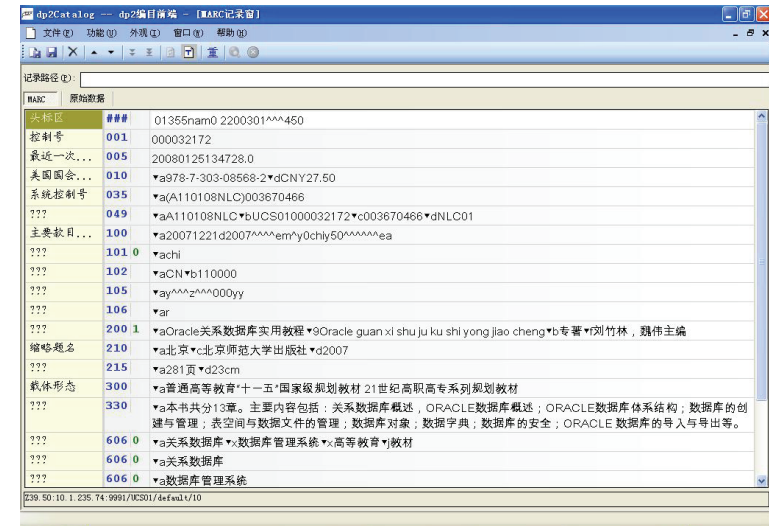 dp2Catalog -- dp2编目前端 - [MARC记录窗]
文件(F) 功能(U) 外观(I) 窗口(W) 帮助(H)
记录路径(P):
MARC 原始数据
头标区 ### 01355nam0 2200301^^^450
控制号 001 000032172
最近一次... 005 20080125134728.0
美国国会... 010 ▾a978-7-303-08568-2▾dCNY27.50
系统控制号 035 ▾a(A110108NLC)003670466
??? 049 ▾aA110108NLC▾bUCS01000032172▾c003670466▾dNLC01
主要款目... 100 ▾a20071221d2007^^^^em^y0chiy50^^^^^^ea
??? 101 0 ▾achi
??? 102 ▾aCN▾b110000
??? 105 ▾ay^^^z^^^000yy
??? 106 ▾ar
??? 200 1 ▾aOracle关系数据库实用教程▾9Oracle guan xi shu ju ku shi yong jiao cheng▾b专著▾f刘竹林，魏伟主编
缩略题名 210 ▾a北京▾c北京师范大学出版社▾d2007
??? 215 ▾a281页▾d23cm
载体形态 300 ▾a普通高等教育“十一五”国家级规划教材 21世纪高职高专系列规划教材
??? 330 ▾a本书共分13章。主要内容包括：关系数据库概述，ORACLE数据库概述；ORACLE数据库体系结构；数据库的创
建与管理；表空间与数据文件的管理；数据库对象；数据字典；数据库的安全；ORACLE 数据库的导入与导出等。
??? 606 0 ▾a关系数据库▾x数据库管理系统▾x高等教育▾j教材
??? 606 0 ▾a关系数据库
??? 606 0 ▾a数据库管理系统
Z39.50:10.1.235.74:9991/UCS01/default/10